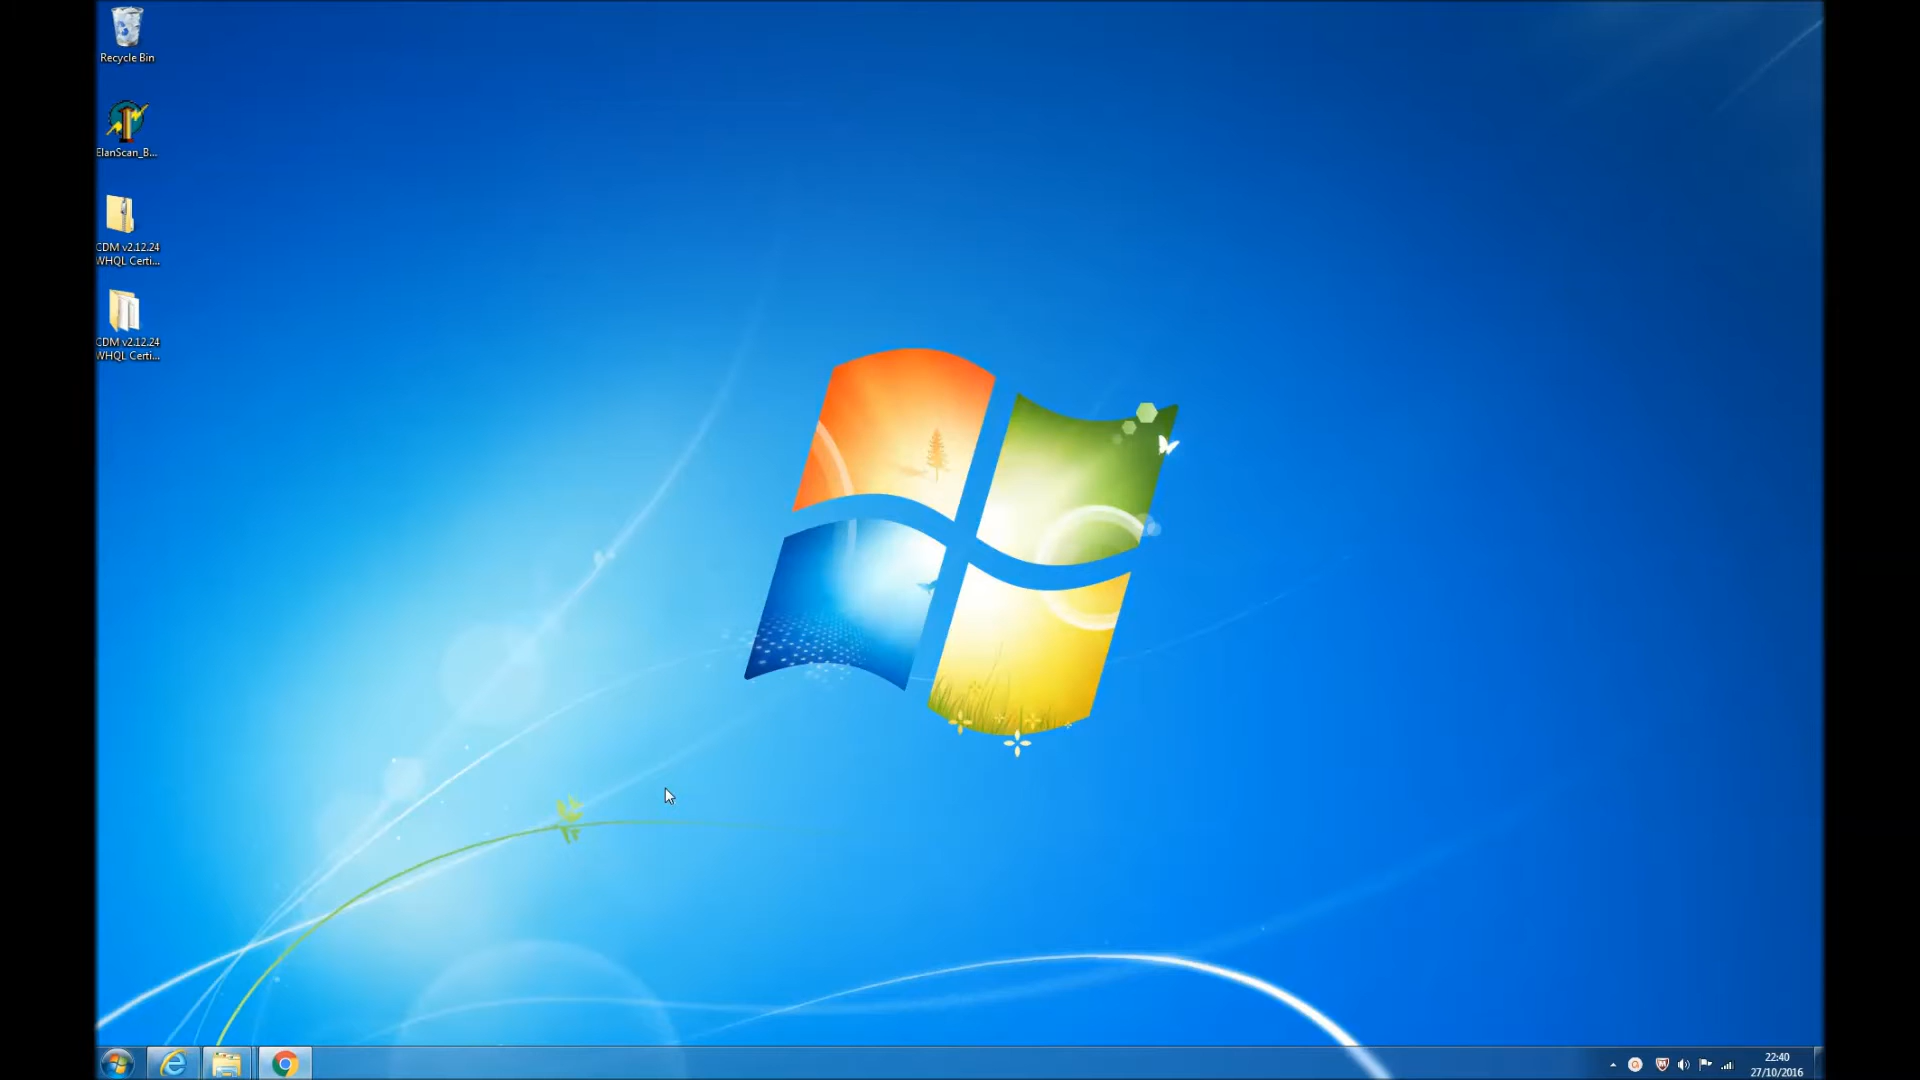 Recycle Bin
ElanScan_B...
CDM v2.12.24
WHQL Certi...
CDM v2.12.24
WHQL Certi...
22:40
27/10/2016